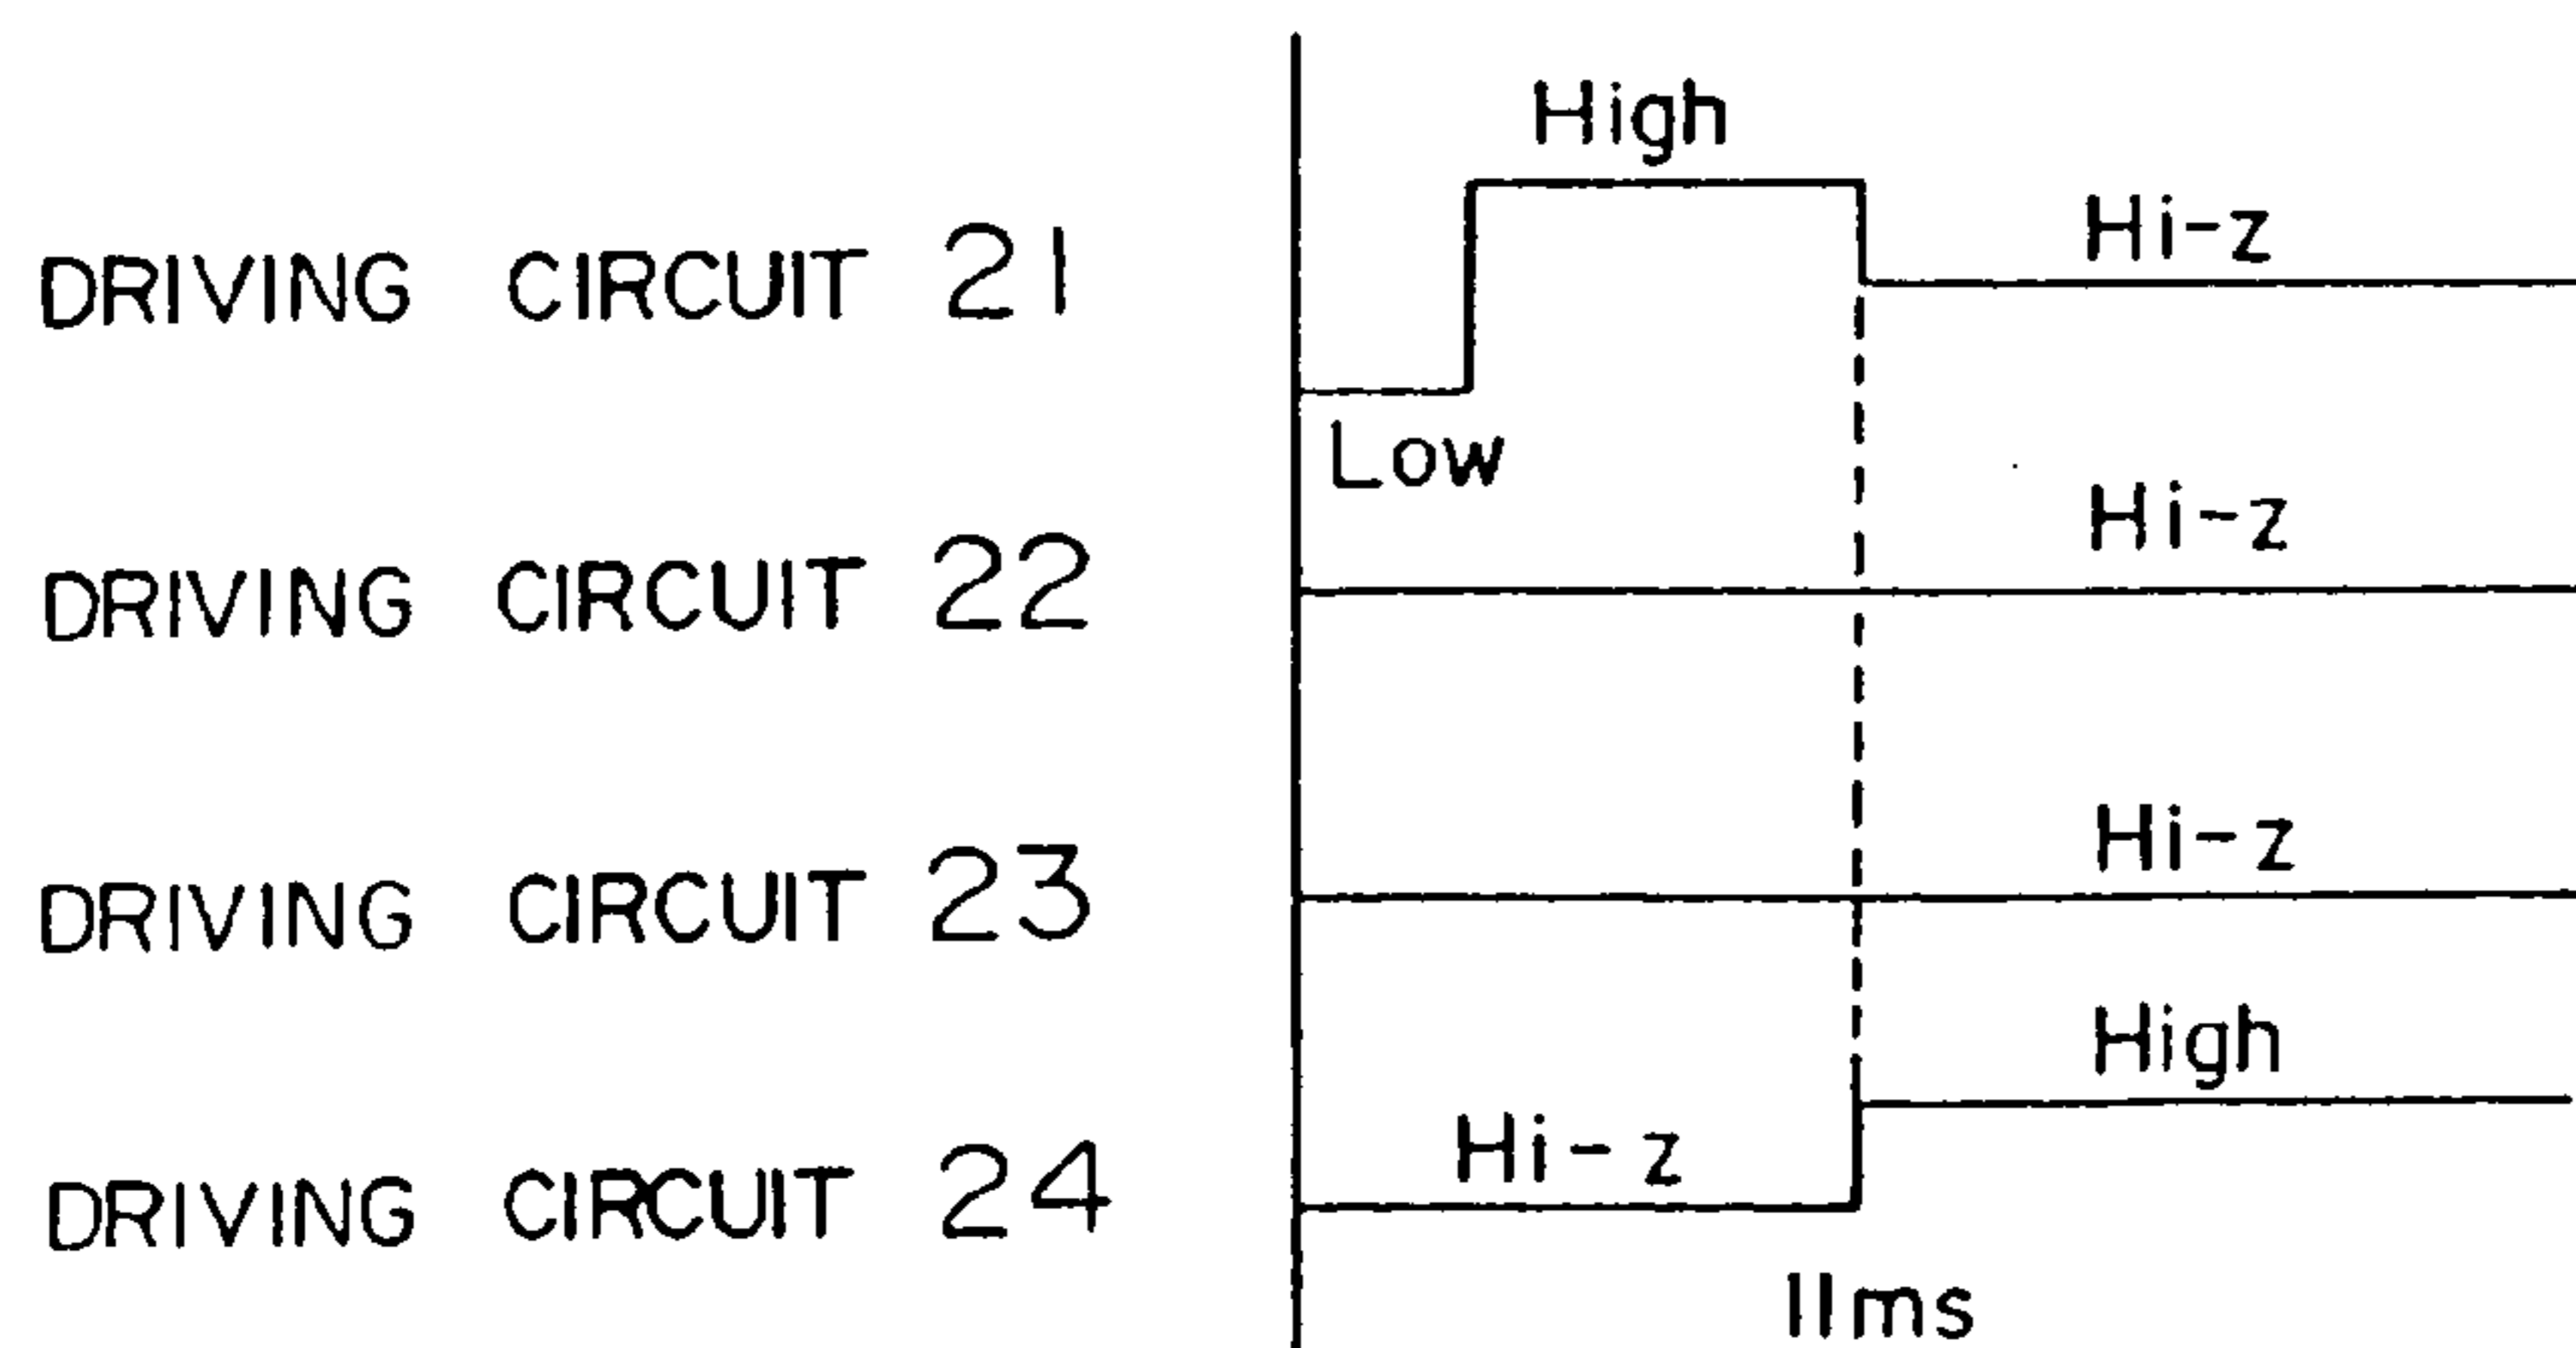 High
DRIVING CIRCUIT 21
Hi-z
Low
DRIVING CIRCUIT 22
Hi-z
DRIVING CIRCUIT 23
Hi-z
High
DRIVING CIRCUIT 24
Hi-z
11ms